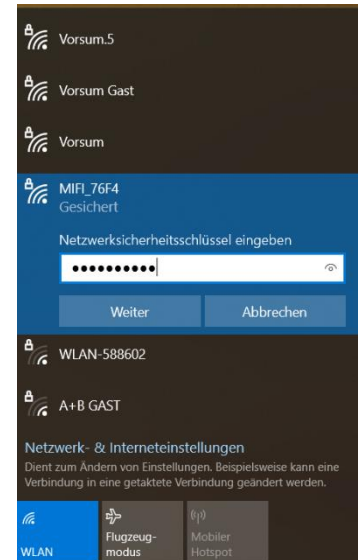 Vorsum.5
Vorsum Gast
Vorsum
MIFI_76F4
Gesichert
Netzwerksicherheitsschlüssel eingeben
●●●●●●●●●●
Weiter
Abbrechen
WLAN-588602
A+B GAST
Netzwerk- & Interneteinstellungen
Dient zum Ändern von Einstellungen. Beispielsweise kann eine
Verbindung in eine getaktete Verbindung geändert werden.
WLAN
Flugzeug-
modus
Mobiler
Hotspot